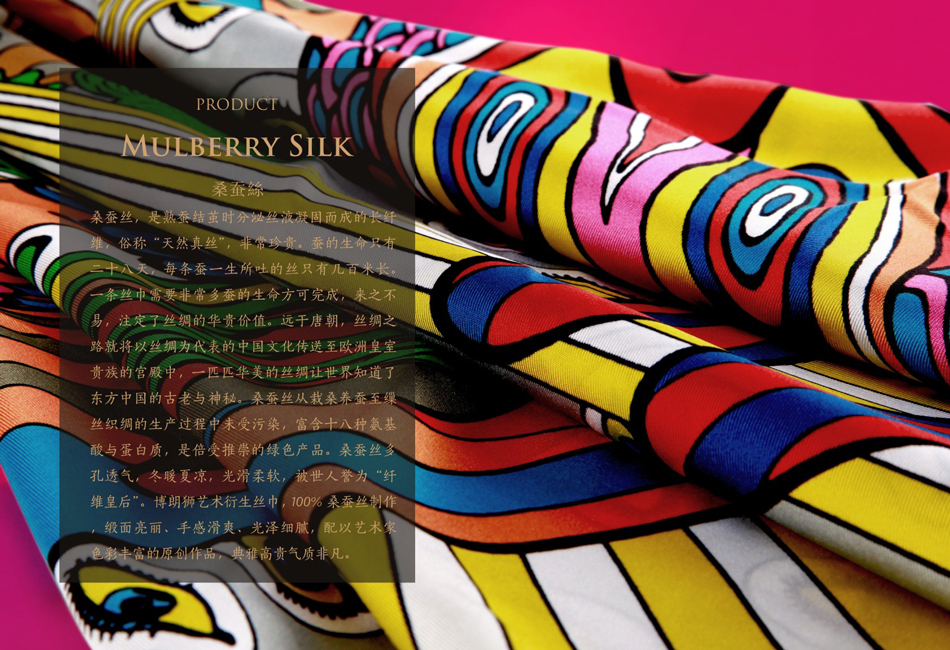 PRODUCT
MULBERRY SILK
桑蚕絲
桑蚕丝，是熟蚕结茧时分泌丝液凝固而成的长纤
维，俗称“天然真丝”，非常珍贵。蚕的生命只有
二十八天，每条蚕一生所吐的丝只有几百米长。
一条丝巾需要非常多蚕的生命方可完成，来之不
易，注定了丝绸的华贵价值。远于唐朝，丝绸之
路就将以丝绸为代表的中国文化传送至欧洲皇室
贵族的宫殿中，一匹匹华美的丝绸让世界知道了
东方中国的古老与神秘。桑蚕丝从栽桑养蚕至缫
丝织绸的生产过程中未受污染，富含十八种氨基
酸与蛋白质，是倍受推崇的绿色产品。桑蚕丝多
孔透气，冬暖夏凉，光滑柔软，被世人誉为“纤
维皇后”。博朗狮艺术衍生丝巾，100% 桑蚕丝制作
，缎面亮丽、手感滑爽、光泽细腻，配以艺术家
色彩丰富的原创作品，典雅高贵气质非凡。